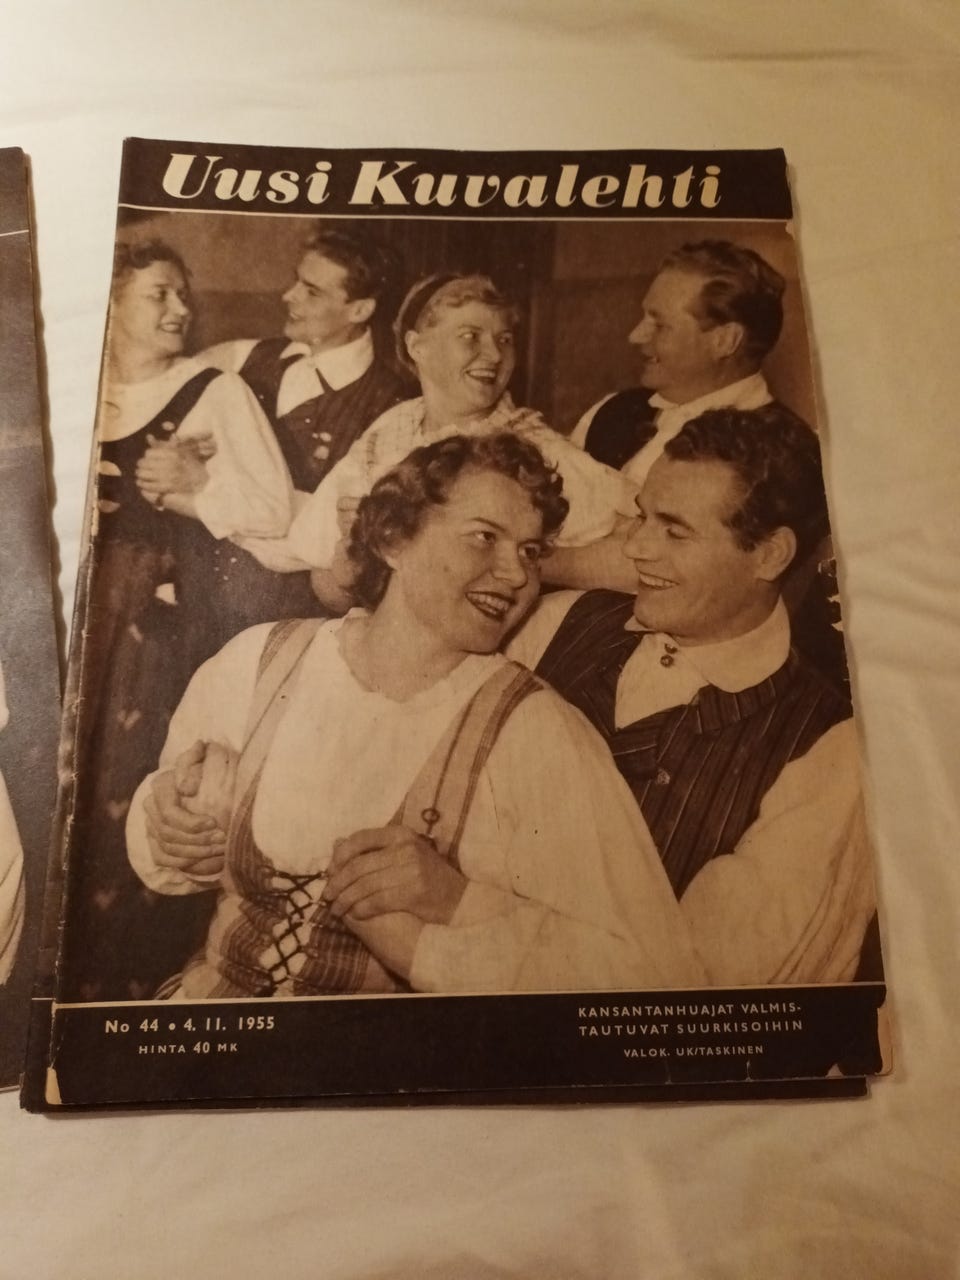 Uusi Kuvalehti
No 44 • 4. 11. 1955
HINTA 40 MK
KANSANTANHUAJAT VALMIS-
TAUTUVAT SUURKISOIHIN
VALOK. UK/TASKINEN